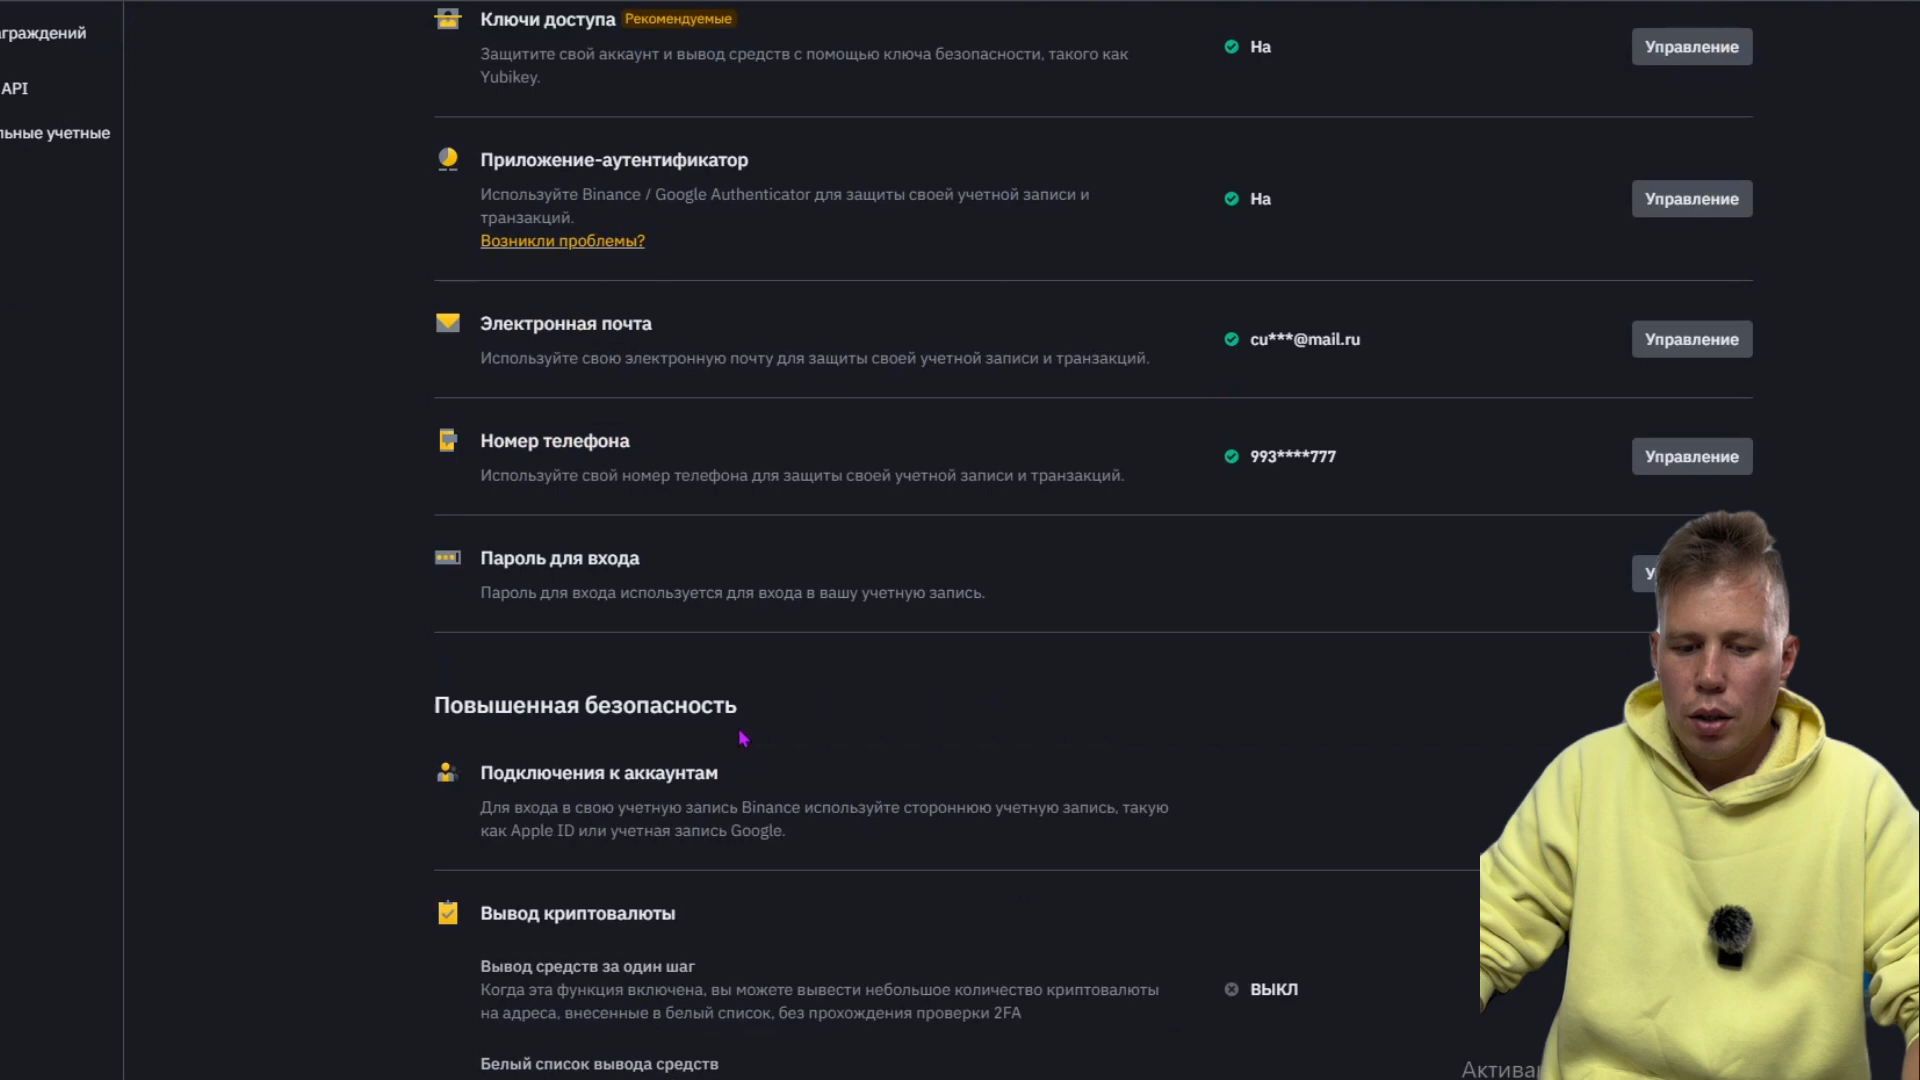 граждений
API
льные учетные
Ключи доступа Рекомендуемые
Защитите свой аккаунт и вывод средств с помощью ключа безопасности, такого как
Yubikey.
На
Управление
Приложение-аутентификатор
Используйте Binance / Google Authenticator для защиты своей учетной записи и
транзакций.
Возникли проблемы?
На
Управление
Электронная почта
Используйте свою электронную почту для защиты своей учетной записи и транзакций.
cu***@mail.ru
Управление
Номер телефона
Используйте свой номер телефона для защиты своей учетной записи и транзакций.
993****777
Управление
Пароль для входа
Пароль для входа используется для входа в вашу учетную запись.
У
Повышенная безопасность
Подключения к аккаунтам
Для входа в свою учетную запись Binance используйте стороннюю учетную запись, такую
как Apple ID или учетная запись Google.
Вывод криптовалюты
Вывод средств за один шаг
Когда эта функция включена, вы можете вывести небольшое количество криптовалюты
на адреса, внесенные в белый список, без прохождения проверки 2FA
ВЫКЛ
Белый список вывода средств
Актива